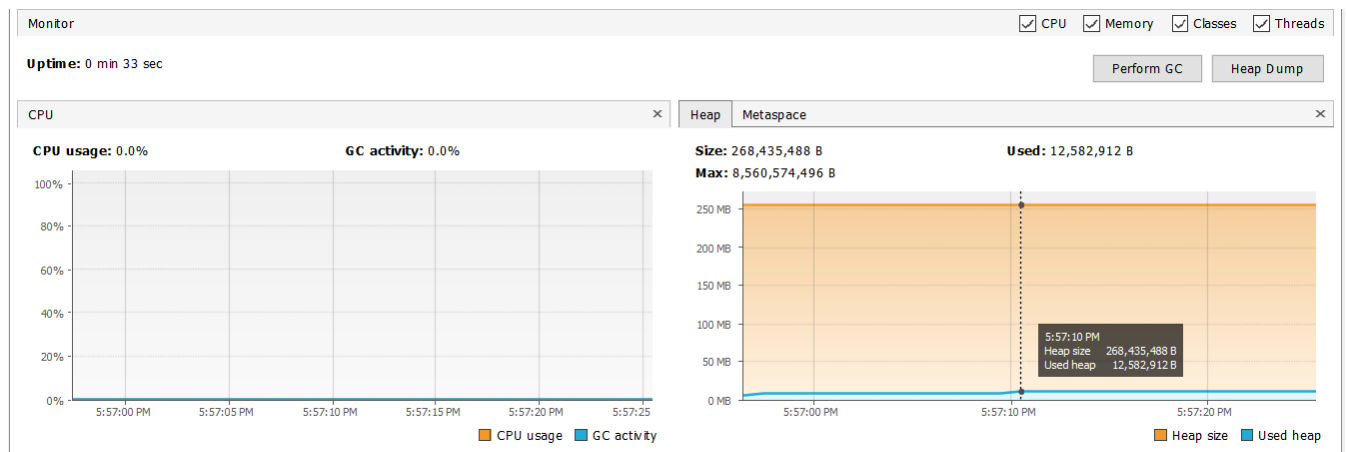 Monitor
CPU Memory Classes Threads
Uptime: 0 min 33 sec
Perform GC Heap Dump
CPU ×
CPU usage: 0.0% GC activity: 0.0%
100%
80%
60%
40%
20%
0%
5:57:00 PM 5:57:05 PM 5:57:10 PM 5:57:15 PM 5:57:20 PM 5:57:25
CPU usage GC activity
Heap Metaspace ×
Size: 268,435,488 B Used: 12,582,912 B
Max: 8,560,574,496 B
250 MB
200 MB
150 MB
100 MB
50 MB
0 MB
5:57:10 PM
Heap size 268,435,488 B
Used heap 12,582,912 B
5:57:00 PM 5:57:10 PM 5:57:20 PM
Heap size Used heap